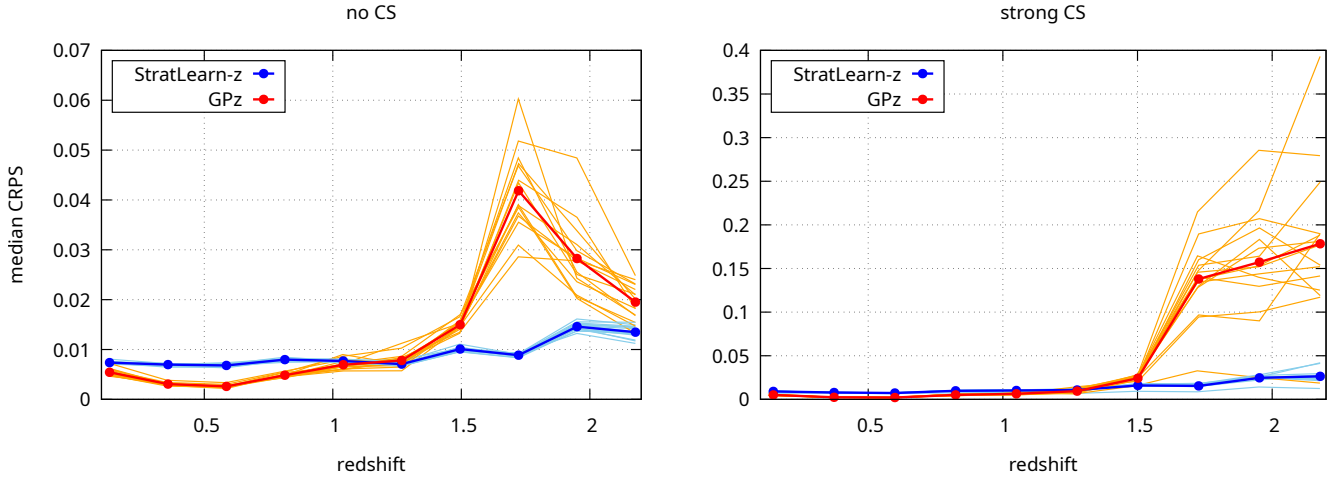 no CS
0.07
0.06
0.05
0.04
0.03
0.02
0.01
0
median CRPS
StratLearn-z
GPz
0.5
1
1.5
2
redshift
strong CS
0.4
0.35
0.3
0.25
0.2
0.15
0.1
0.05
0
StratLearn-z
GPz
0.5
1
1.5
2
redshift